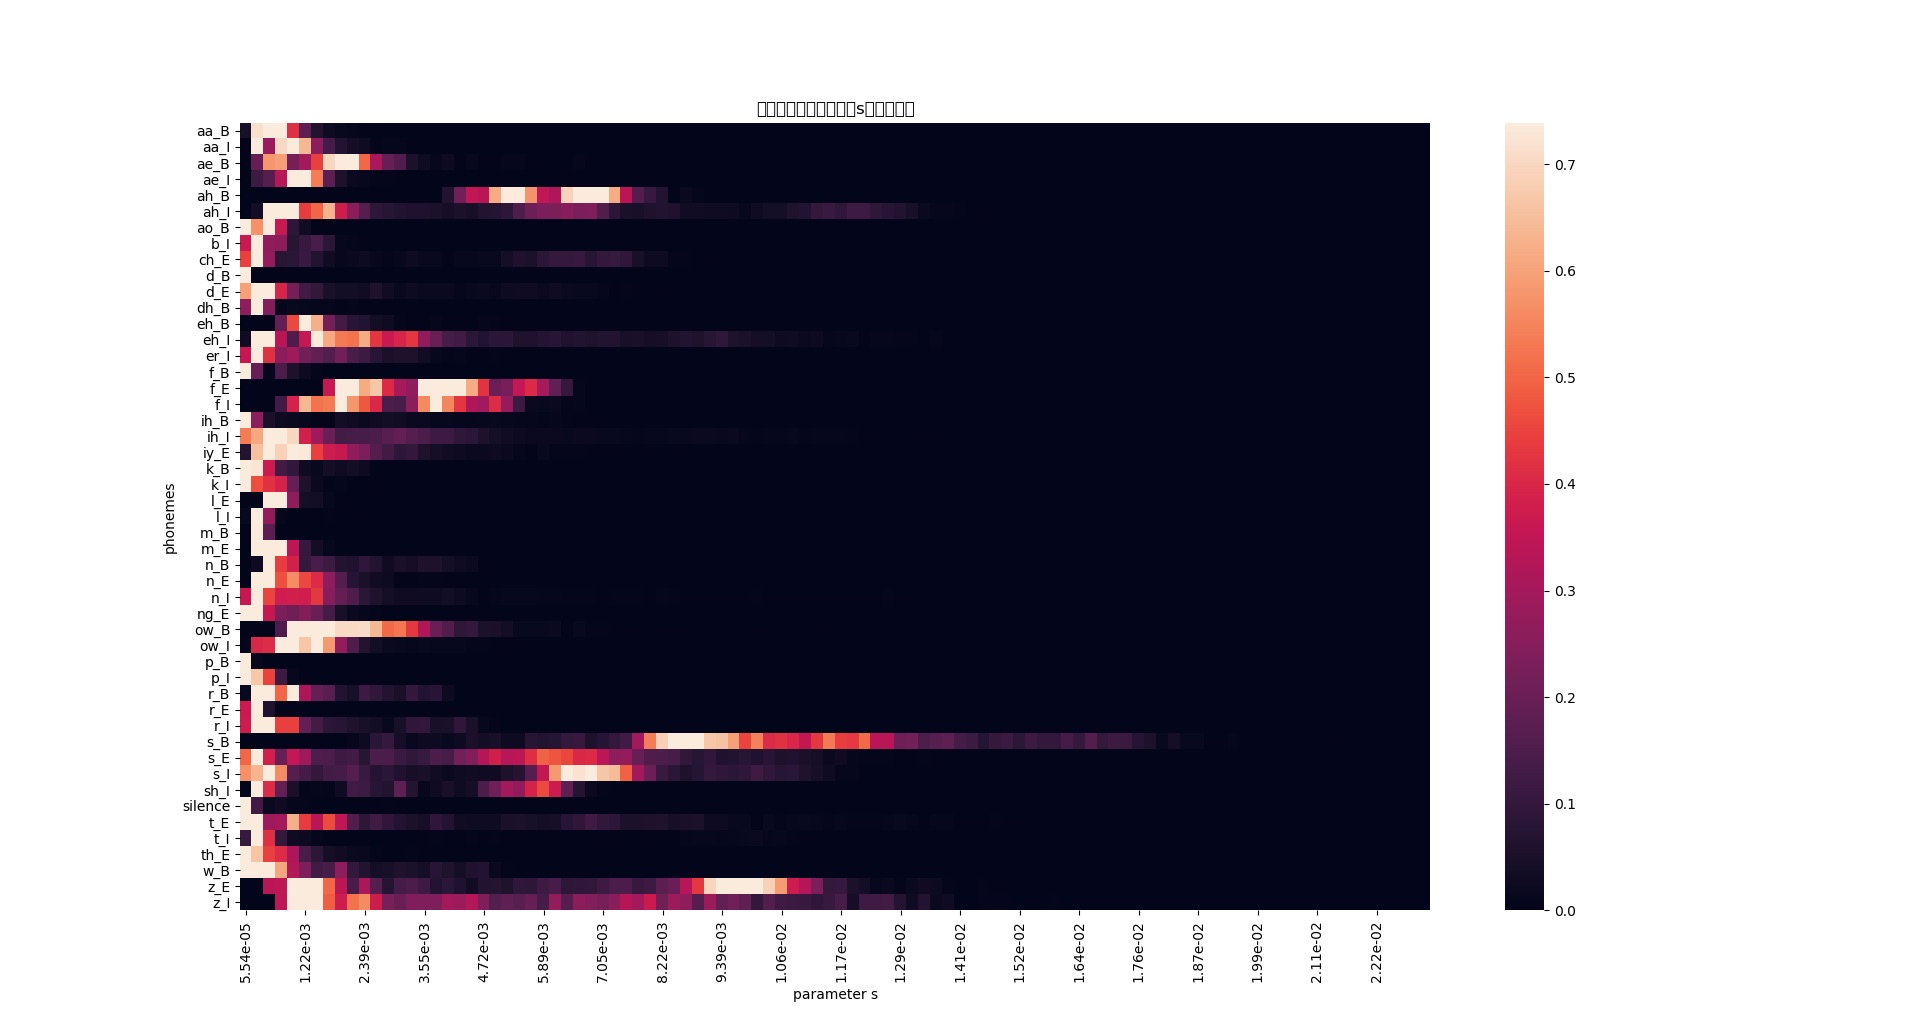 s
aa_B
aa_I
ae_B
ae_I
ah_B
ah_I
ao_B
b_I
ch_E
d_B
d_E
dh_B
eh_B
eh_I
er_I
f_B
f_E
f_I
ih_B
ih_I
iy_E
k_B
k_I
l_E
l_I
m_B
m_E
n_B
n_E
n_I
ng_E
ow_B
ow_I
p_B
p_I
r_B
r_E
r_I
s_B
s_E
s_I
sh_I
silence
t_E
t_I
th_E
w_B
z_E
z_I
phonemes
5.54e-05
1.22e-03
2.39e-03
3.55e-03
4.72e-03
5.89e-03
7.05e-03
8.22e-03
9.39e-03
1.06e-02
1.17e-02
1.29e-02
1.41e-02
1.52e-02
1.64e-02
1.76e-02
1.87e-02
1.99e-02
2.11e-02
2.22e-02
parameter s
0.7
0.6
0.5
0.4
0.3
0.2
0.1
0.0